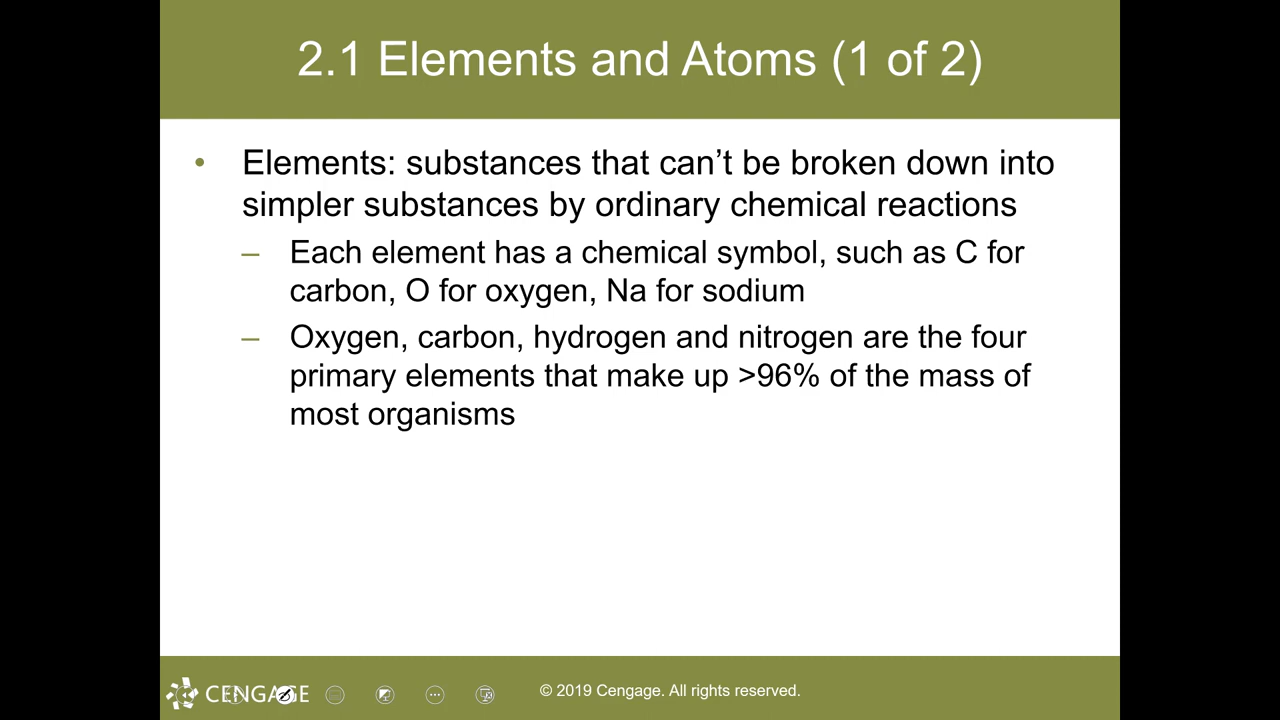 2.1 Elements and Atoms (1 of 2)
• Elements: substances that can’t be broken down into
simpler substances by ordinary chemical reactions
– Each element has a chemical symbol, such as C for
carbon, O for oxygen, Na for sodium
– Oxygen, carbon, hydrogen and nitrogen are the four
primary elements that make up >96% of the mass of
most organisms
CENGAGE
© 2019 Cengage. All rights reserved.